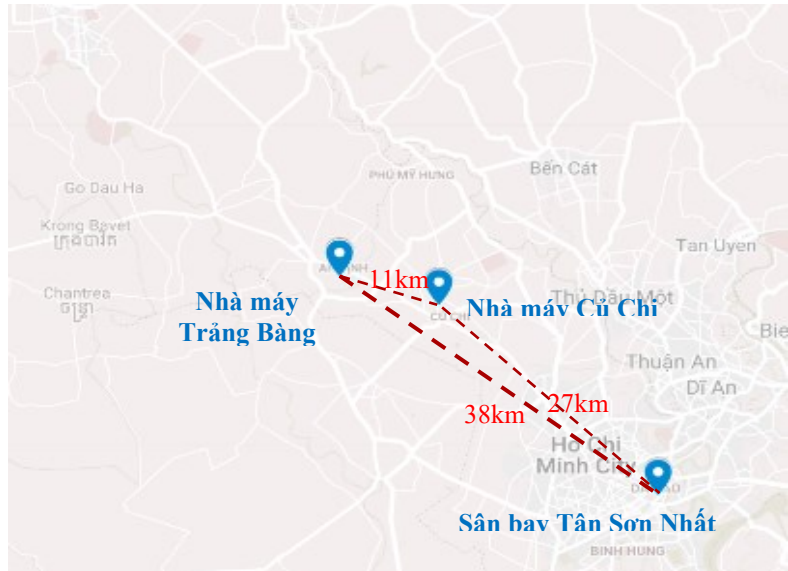 PHÚ MỸ HƯNG
Bến Cát
Go Dau Ha
Krong Bavet
Tan Uyen
11km
Chantrea
Nhà máy
Trảng Bàng
Nhà máy Củ Chi
Thủ Dầu Một
CỦ CHI
Thuận An
Dĩ An
38km
27km
Ho Chi
Minh City
Sân bay Tân Sơn Nhất
BINH HUNG